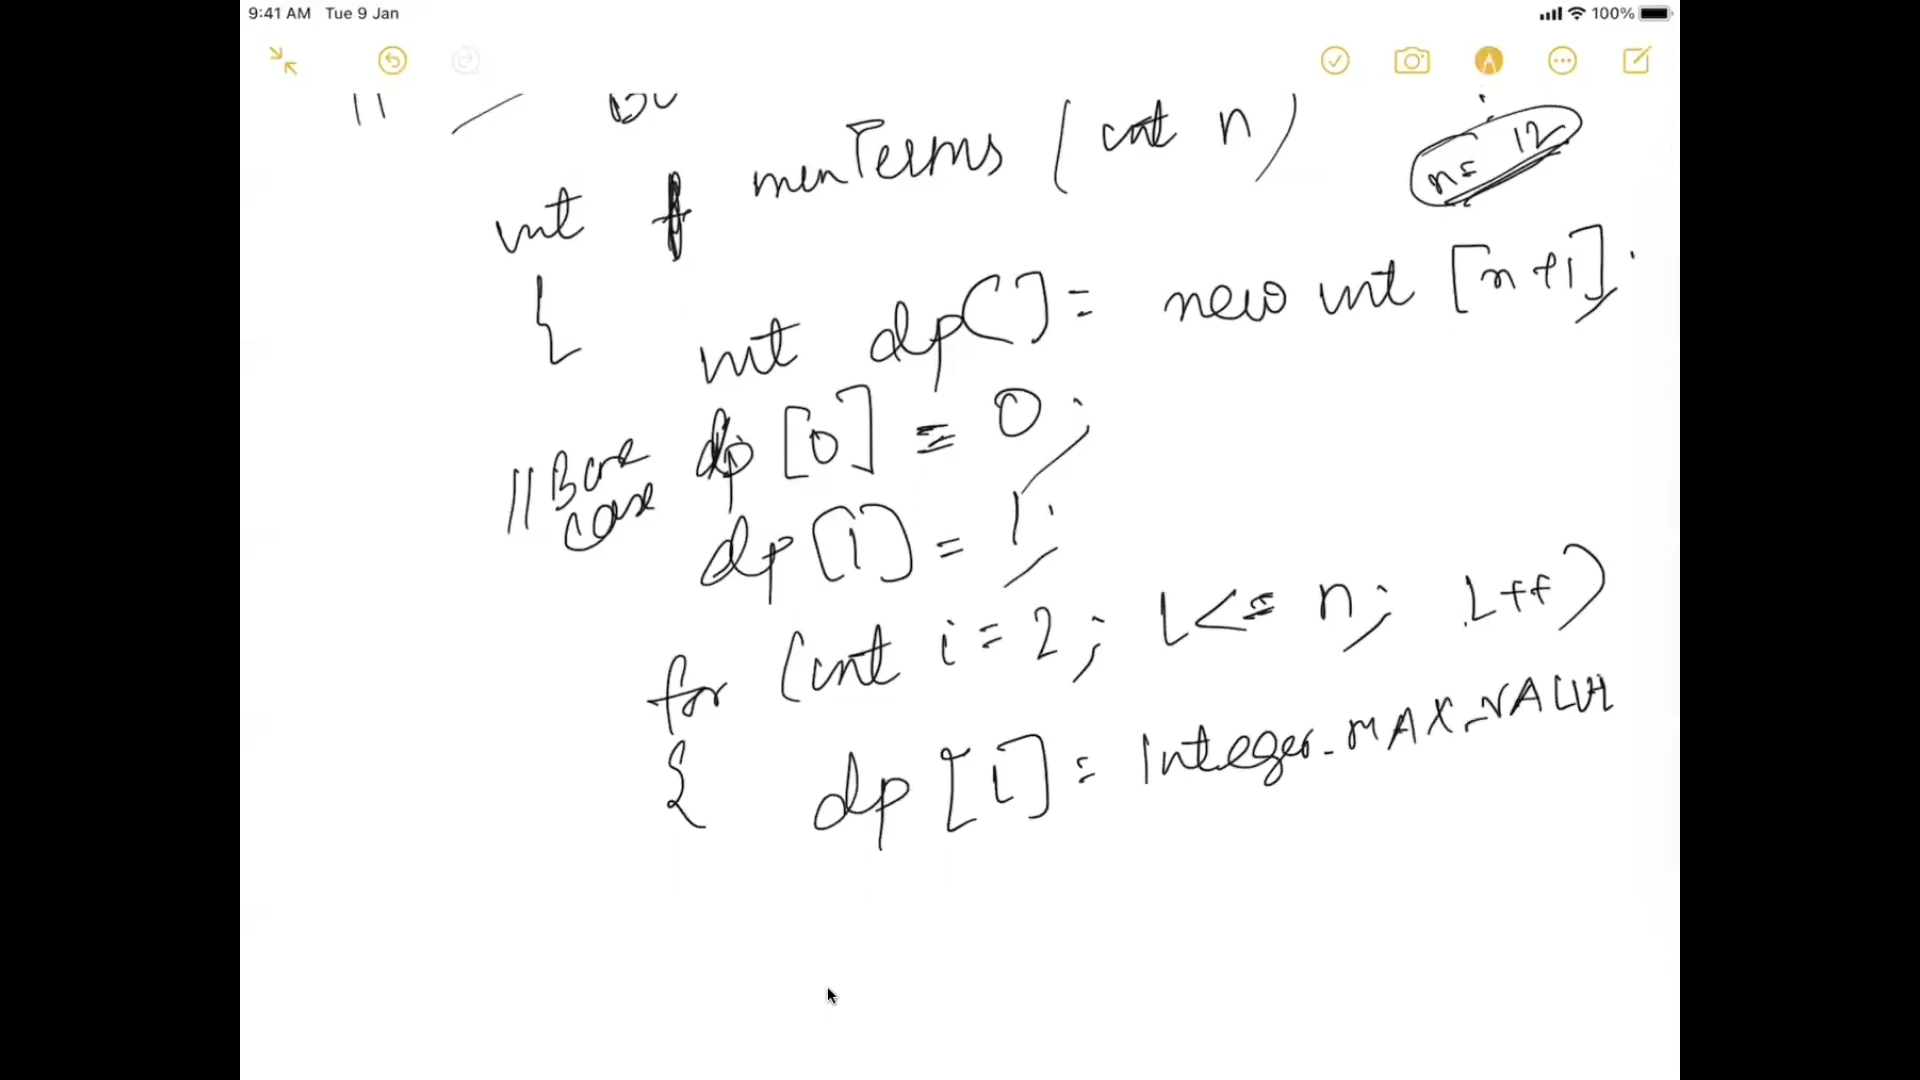 9:41 AM Tue 9 Jan 100%
int minTerms (int n)
n= 12
{
int dp[] = new int [n+1];
// Base case dp[0] = 0;
dp[1] = 1;
for (int i = 2; i <= n; i++)
{ dp[i] = Integer.MAX_VALUE